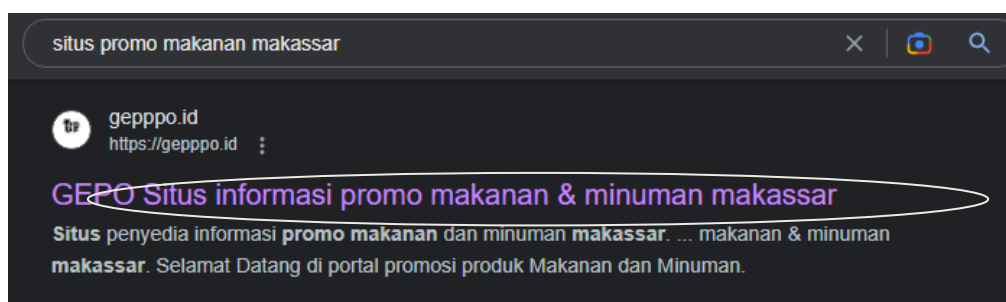 situs promo makanan makassar
gepppo.id
https://gepppo.id
GEPO Situs informasi promo makanan & minuman makassar
Situs penyedia informasi promo makanan dan minuman makassar. ... makanan & minuman
makassar. Selamat Datang di portal promosi produk Makanan dan Minuman.